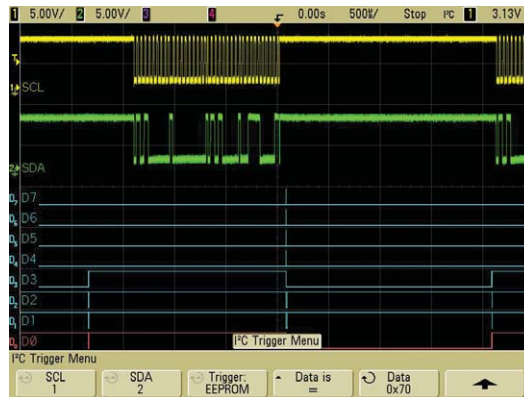 1 5.00V/ 2 5.00V/ 3 4 0.00s 500%/ Stop I²C 1 3.13V
SCL
SDA
D7
D6
D5
D4
D3
D2
D1
D0
I²C Trigger Menu
I²C Trigger Menu
SCL SDA Trigger: Data is Data
1 2 EEPROM = 0x70